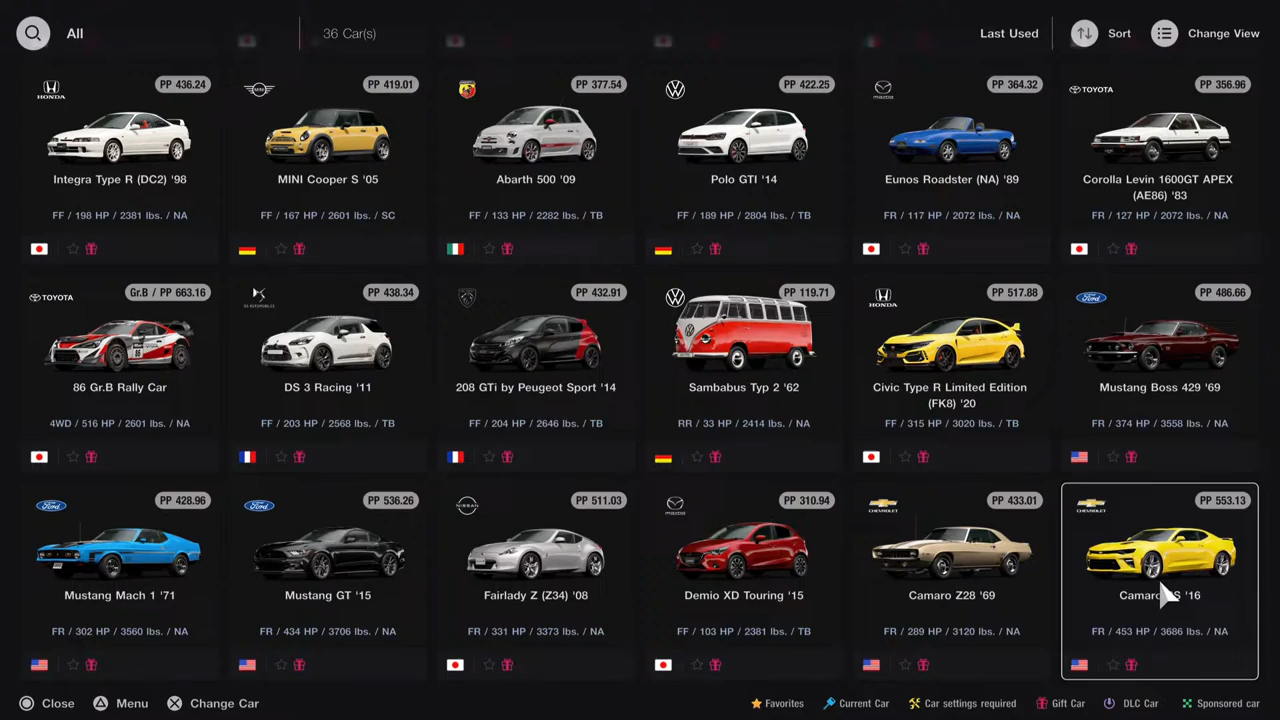 All
36 Car(s)
Last Used
Sort
Change View
HONDA
PP 436.24
MINI
PP 419.01
PP 377.54
PP 422.25
mazda
PP 364.32
TOYOTA
PP 356.96
Integra Type R (DC2) '98
MINI Cooper S '05
Abarth 500 '09
Polo GTI '14
Eunos Roadster (NA) '89
Corolla Levin 1600GT APEX
(AE86) '83
FF / 198 HP / 2381 lbs. / NA
FF / 167 HP / 2601 lbs. / SC
FF / 133 HP / 2282 lbs. / TB
FF / 189 HP / 2804 lbs. / TB
FR / 117 HP / 2072 lbs. / NA
FR / 127 HP / 2072 lbs. / NA
TOYOTA
Gr.B / PP 663.16
DS AUTOMOBILES
PP 438.34
PP 432.91
PP 119.71
HONDA
PP 517.88
Ford
PP 486.66
86 Gr.B Rally Car
DS 3 Racing '11
208 GTi by Peugeot Sport '14
Sambabus Typ 2 '62
Civic Type R Limited Edition
(FK8) '20
Mustang Boss 429 '69
4WD / 516 HP / 2601 lbs. / NA
FF / 203 HP / 2568 lbs. / TB
FF / 204 HP / 2646 lbs. / TB
RR / 33 HP / 2414 lbs. / NA
FF / 315 HP / 3020 lbs. / TB
FR / 374 HP / 3558 lbs. / NA
Ford
PP 428.96
Ford
PP 536.26
NISSAN
PP 511.03
mazda
PP 310.94
CHEVROLET
PP 433.01
CHEVROLET
PP 553.13
Mustang Mach 1 '71
Mustang GT '15
Fairlady Z (Z34) '08
Demio XD Touring '15
Camaro Z28 '69
'16
FR / 302 HP / 3560 lbs. / NA
FR / 434 HP / 3706 lbs. / NA
FR / 331 HP / 3373 lbs. / NA
FF / 103 HP / 2381 lbs. / TB
FR / 289 HP / 3120 lbs. / NA
FR / 453 HP / 3686 lbs. / NA
Close
Menu
Change Car
Favorites
Current Car
Car settings required
Gift Car
DLC Car
Sponsored car